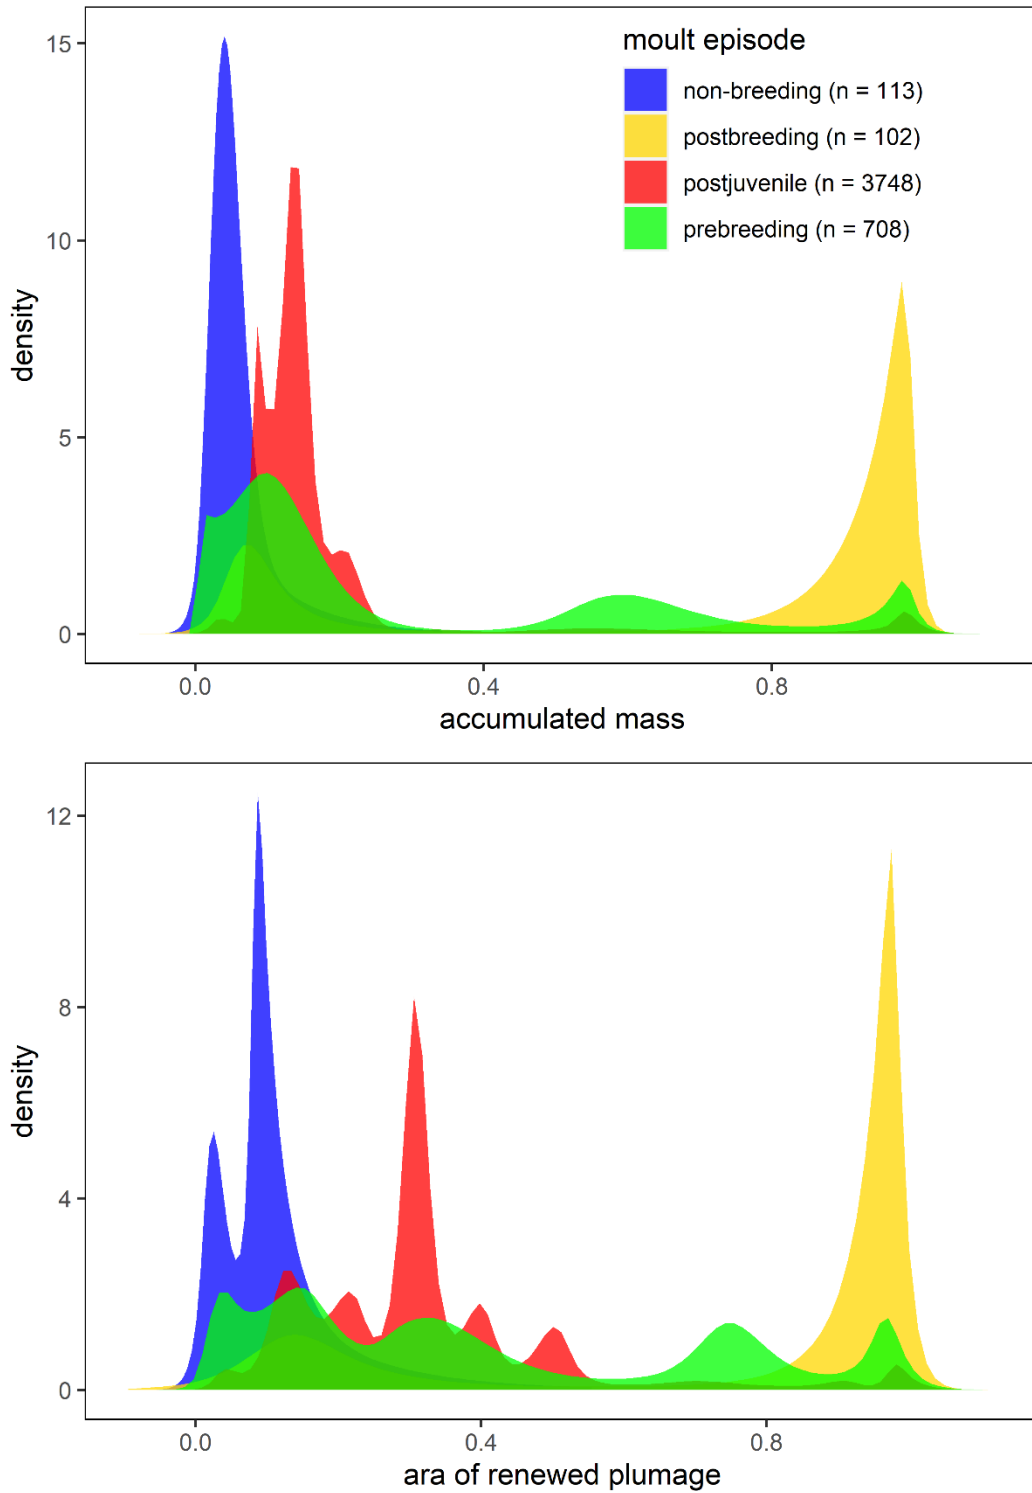 moult episode
non-breeding (n = 113)
postbreeding (n = 102)
postjuvenile (n = 3748)
prebreeding (n = 708)
15
10
5
0
density
0.0 0.4 0.8
accumulated mass
12
8
4
0
density
0.0 0.4 0.8
ara of renewed plumage